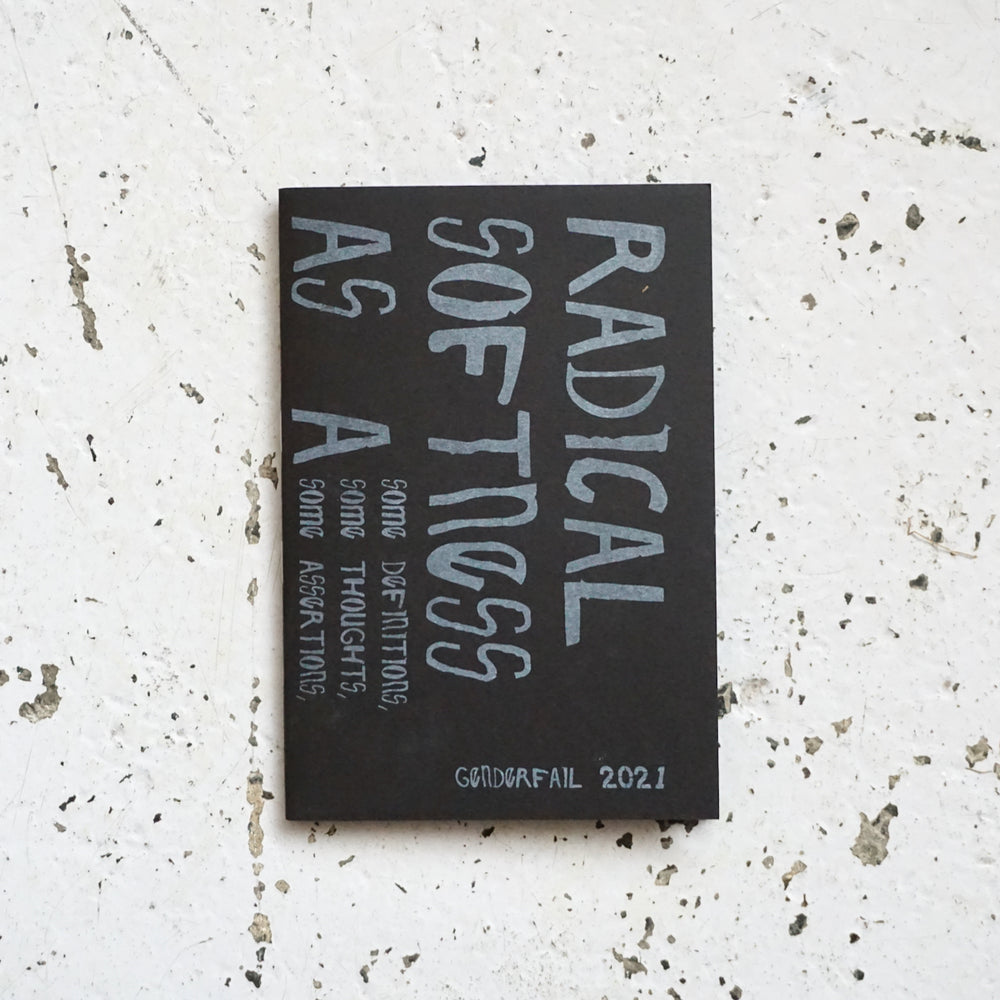 RADICAL
SOFTNESS
AS A
SOME DEFINITIONS,
SOME THOUGHTS,
SOME ASSERTIONS,
GENDERFAIL 2021